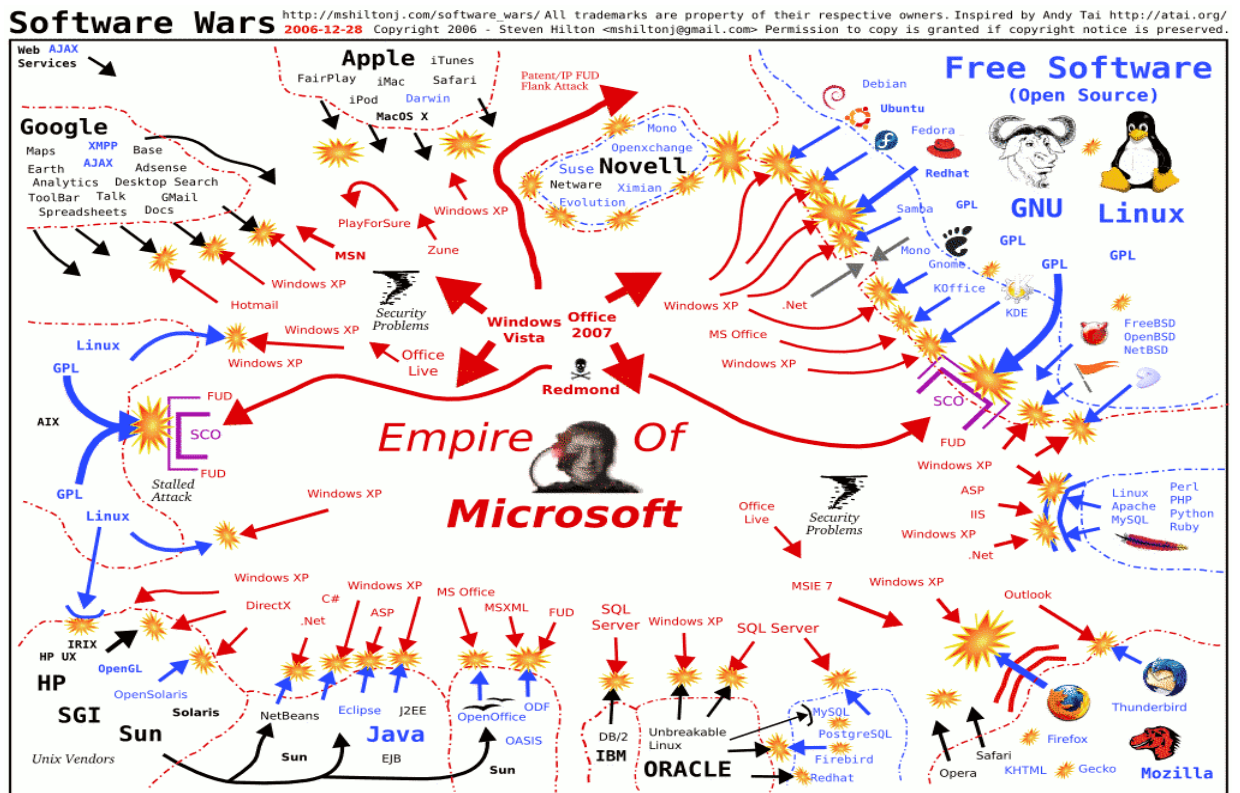 Software Wars
http://mshiltonj.com/software_wars/ All trademarks are property of their respective owners. Inspired by Andy Tai http://atai.org/
2006-12-28 Copyright 2006 - Steven Hilton <mshiltonj@gmail.com> Permission to copy is granted if copyright notice is preserved.
Web AJAX
Services
Apple
iTunes
FairPlay
iMac
Safari
iPod
Darwin
MacOS X
Patent/IP FUD
Flank Attack
Free Software
(Open Source)
Debian
Ubuntu
Fedora
Redhat
Google
Maps
XMPP
Base
Earth
AJAX
Adsense
Analytics
Desktop Search
ToolBar
Talk
GMail
Spreadsheets
Docs
Mono
Openxchange
Suse
Novell
Netware
Ximian
Evolution
GNU
Linux
Samba
GPL
GPL
GPL
GPL
Mono
Gnome
KOffice
KDE
FreeBSD
OpenBSD
NetBSD
PlayForSure
Windows XP
Zune
MSN
Windows XP
Hotmail
Security
Problems
Windows XP
.Net
MS Office
Windows XP
Windows
Vista
Office
2007
Redmond
Windows XP
Windows XP
Office
Live
Linux
GPL
AIX
FUD
SCO
FUD
Stalled
Attack
GPL
Linux
Windows XP
Empire Of
Microsoft
SCO
FUD
Windows XP
ASP
IIS
Windows XP
.Net
Linux
Apache
MySQL
Perl
PHP
Python
Ruby
Office
Live
Security
Problems
Windows XP
DirectX
.Net
C#
Windows XP
ASP
MS Office
MSXML
FUD
SQL
Server
Windows XP
SQL Server
MSIE 7
Windows XP
Outlook
IRIX
HP UX
OpenGL
HP
OpenSolaris
SGI
Solaris
Sun
Unix Vendors
NetBeans
Eclipse
J2EE
Java
Sun
EJB
OpenOffice
ODF
OASIS
Sun
DB/2
IBM
Unbreakable
Linux
ORACLE
MySQL
PostgreSQL
Firebird
Redhat
Opera
Safari
Firefox
KHTML
Gecko
Thunderbird
Mozilla